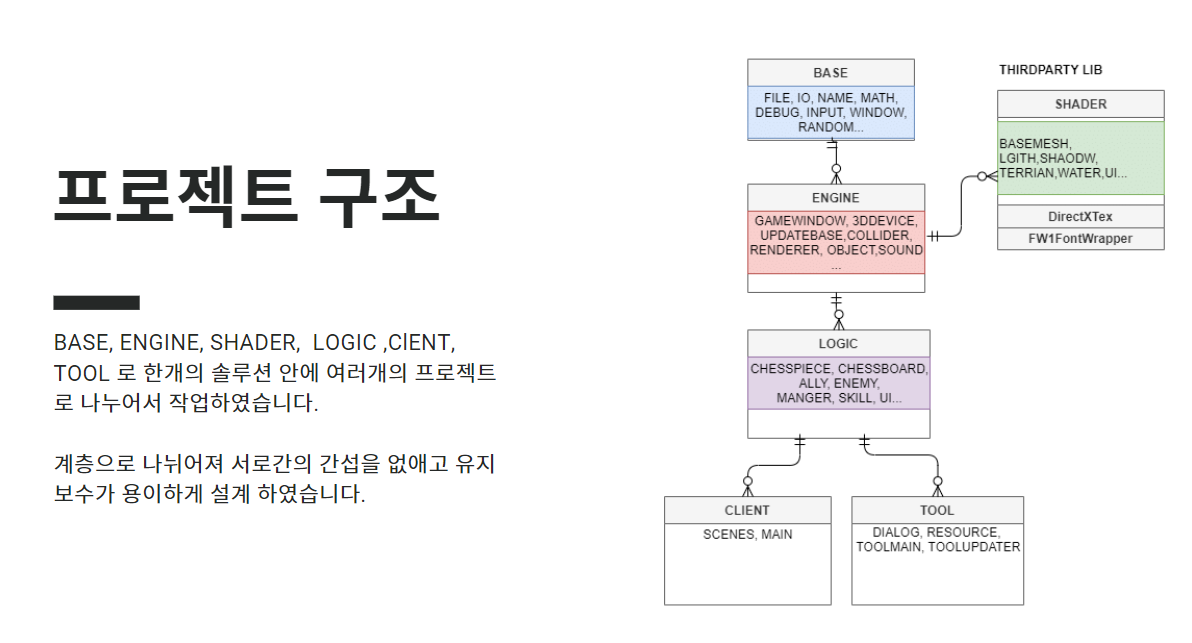 프로젝트 구조
BASE, ENGINE, SHADER,  LOGIC ,ClENT,
TOOL 로 한개의 솔루션 안에 여러개의 프로젝트
로 나누어서 작업하였습니다.
계층으로 나뉘어져 서로간의 간섭을 없애고 유지
보수가 용이하게 설계 하였습니다.
BASE
FILE, IO, NAME, MATH,
DEBUG, INPUT, WINDOW,
RANDOM...
THIRDPARTY LIB
SHADER
BASEMESH,
LGITH,SHAODW,
TERRIAN,WATER,UI...
DirectXTex
FW1FontWrapper
ENGINE
GAMEWINDOW, 3DDEVICE,
UPDATEBASE,COLLIDER,
RENDERER, OBJECT,SOUND
...
LOGIC
CHESSPIECE, CHESSBOARD,
ALLY, ENEMY,
MANGER, SKILL, UI...
CLIENT
SCENES, MAIN
TOOL
DIALOG, RESOURCE,
TOOLMAIN, TOOLUPDATER